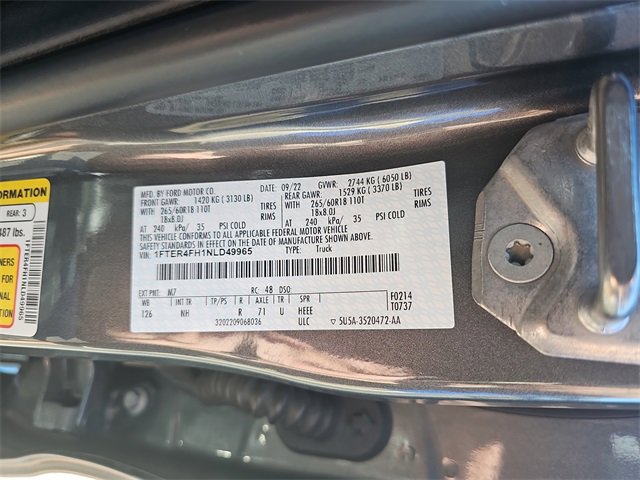 MFD. BY FORD MOTOR CO.
DATE: 09/22 GVWR: 2744 KG ( 6050 LB)
FRONT GAWR: 1420 KG ( 3130 LB) REAR GAWR: 1529 KG ( 3370 LB)
WITH 265/60R18 110T TIRES WITH 265/60R18 110T TIRES
18x8.0J RIMS 18x8.0J RIMS
AT 240 kPa/ 35 PSI COLD AT 240 kPa/ 35 PSI COLD
THIS VEHICLE CONFORMS TO ALL APPLICABLE FEDERAL MOTOR VEHICLE
SAFETY STANDARDS IN EFFECT ON THE DATE OF MANUFACTURE SHOWN ABOVE.
VIN: 1FTER4FH1NLD49965 TYPE: Truck
EXT PNT: M7 RC: 48 DSO:
WB INT TR TP/PS R AXLE TR SPR F0214
126 NH R 71 U HEEE T0737
3202209068036 ULC 5U5A-3520472-AA
FORMATION
REAR: 3
487 lbs.
NERS
1FTER4FH1NLD49965